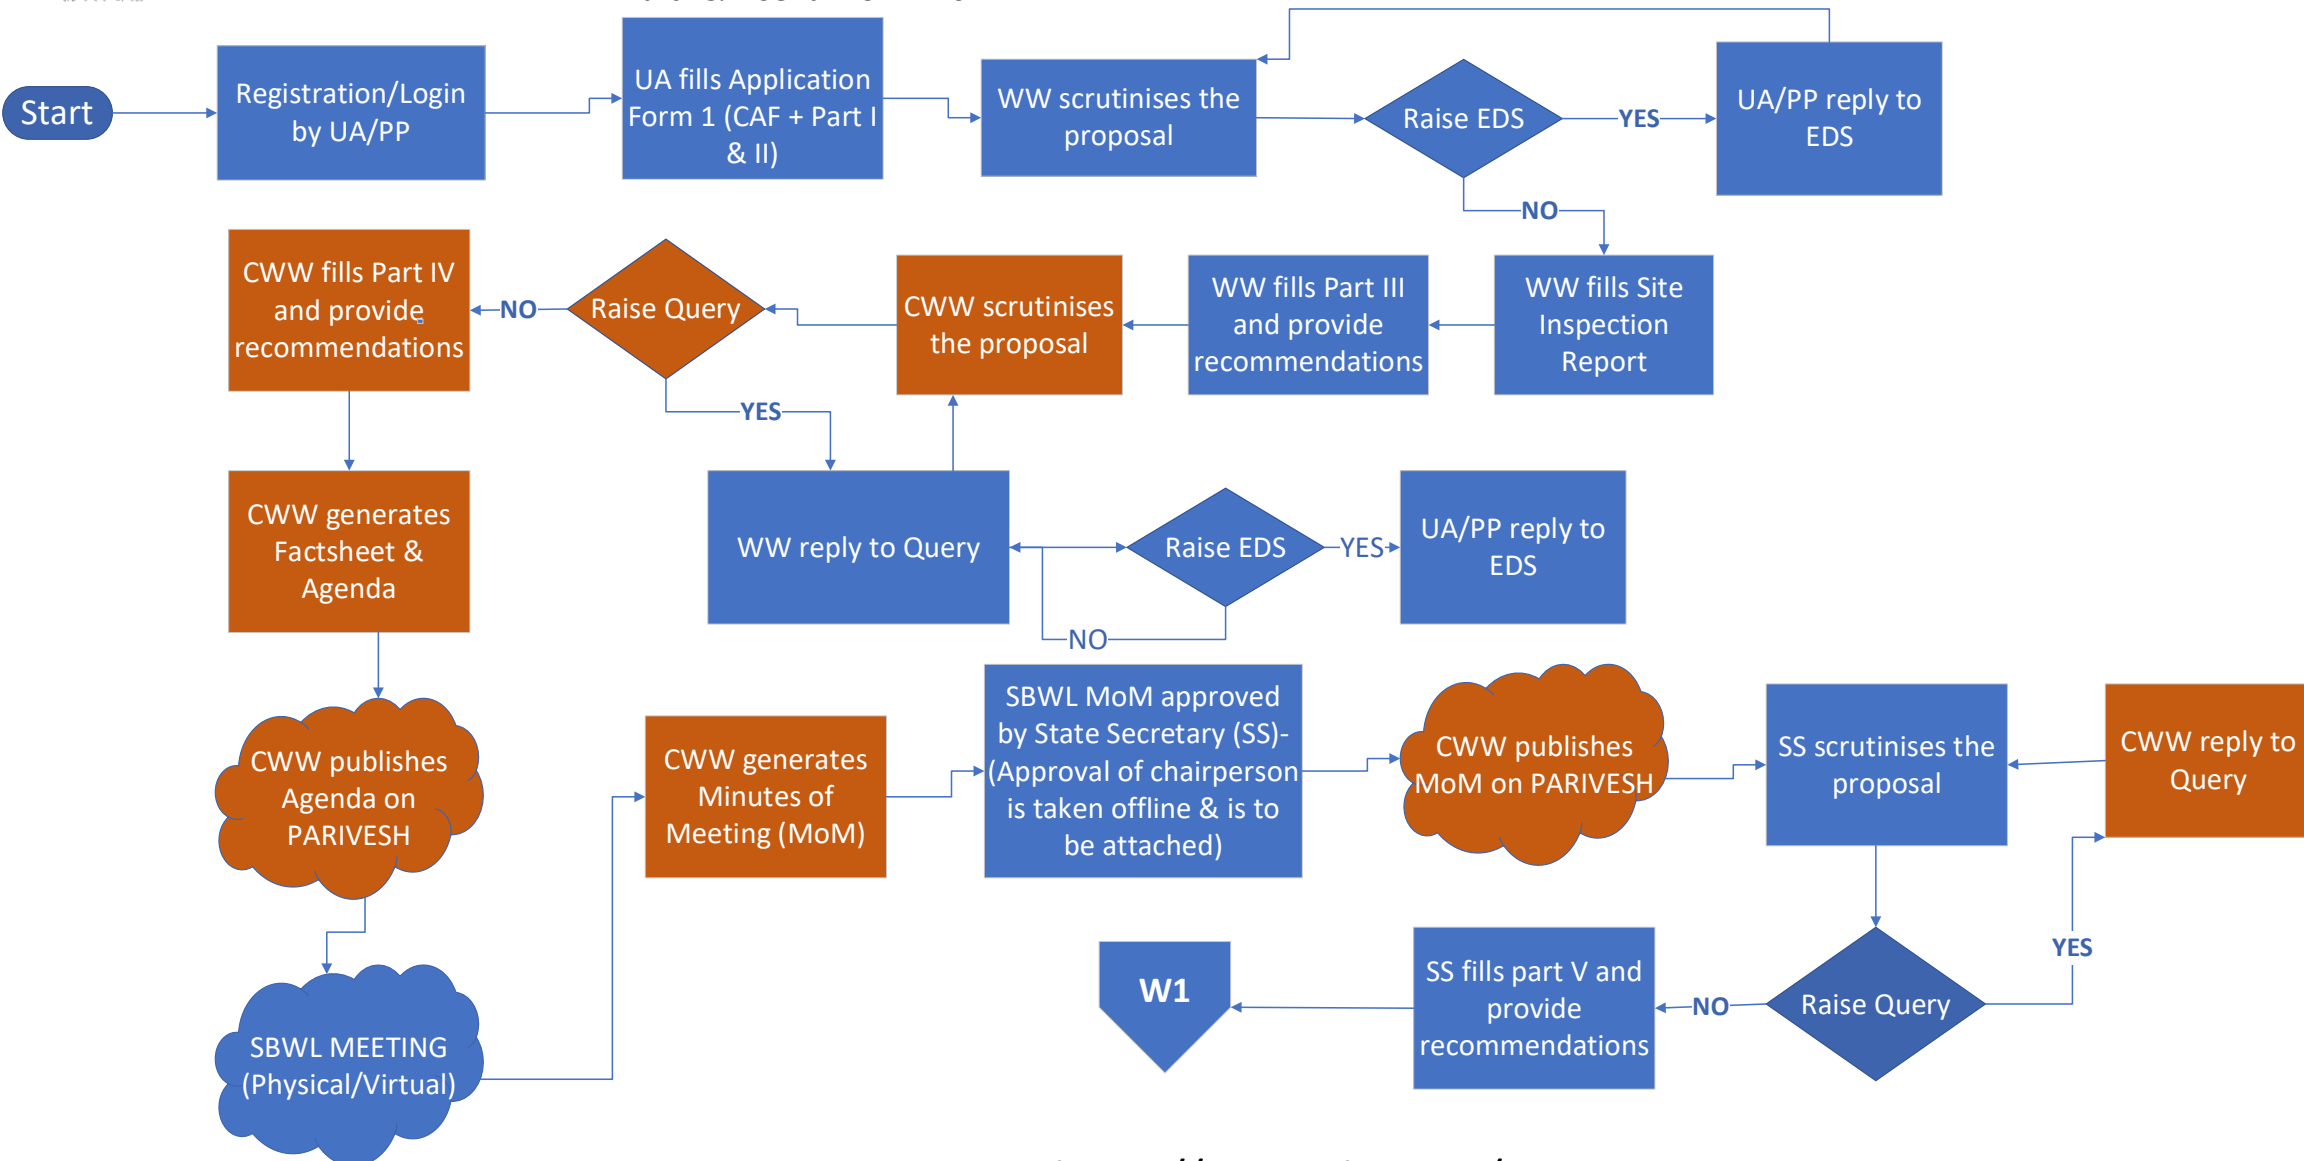 Start
Registration/Login
by UA/PP
UA fills Application
Form 1 (CAF + Part I
& II)
WW scrutinises the
proposal
Raise EDS
YES
UA/PP reply to
EDS
NO
CWW fills Part IV
and provide
recommendations
NO
Raise Query
CWW scrutinises
the proposal
WW fills Part III
and provide
recommendations
WW fills Site
Inspection
Report
YES
CWW generates
Factsheet &
Agenda
WW reply to Query
Raise EDS
YES
UA/PP reply to
EDS
NO
CWW publishes
Agenda on
PARIVESH
CWW generates
Minutes of
Meeting (MoM)
SBWL MoM approved
by State Secretary (SS)-
(Approval of chairperson
is taken offline & is to
be attached)
CWW publishes
MoM on PARIVESH
SS scrutinises the
proposal
CWW reply to
Query
YES
SBWL MEETING
(Physical/Virtual)
W1
SS fills part V and
provide
recommendations
NO
Raise Query